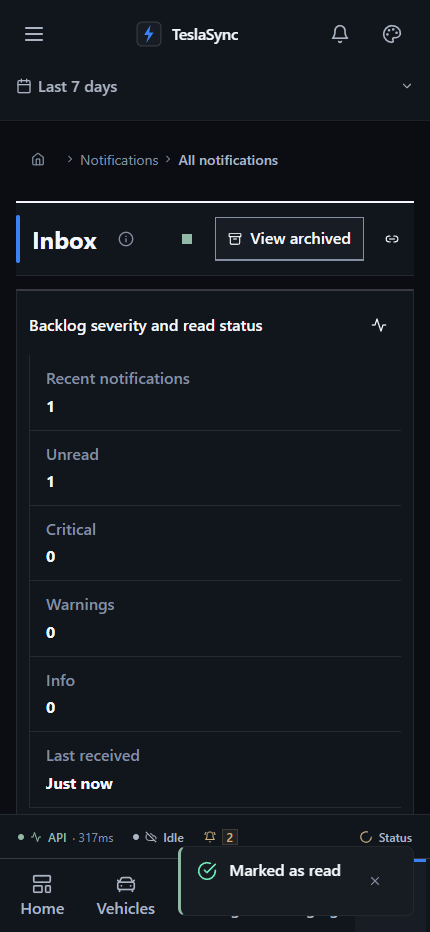 TeslaSync
Last 7 days
Notifications
All notifications
Inbox
View archived
Backlog severity and read status
Recent notifications
1
Unread
1
Critical
0
Warnings
0
Info
0
Last received
Just now
API · 317ms
Idle
2
Status
Marked as read
Home
Vehicles